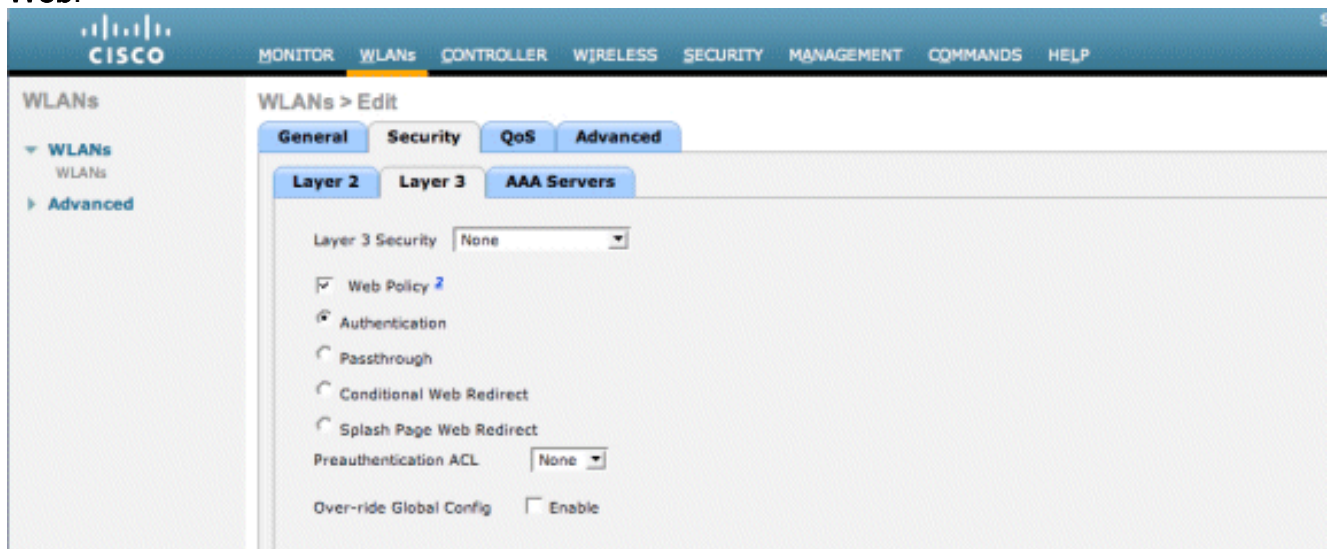 Web.
CISCO
MONITOR WLANs CONTROLLER WIRELESS SECURITY MANAGEMENT COMMANDS HELP
WLANs
WLANs
WLANs
Advanced
WLANs > Edit
General Security QoS Advanced
Layer 2 Layer 3 AAA Servers
Layer 3 Security None
Web Policy 2
Authentication
Passthrough
Conditional Web Redirect
Splash Page Web Redirect
Preauthentication ACL None
Over-ride Global Config Enable